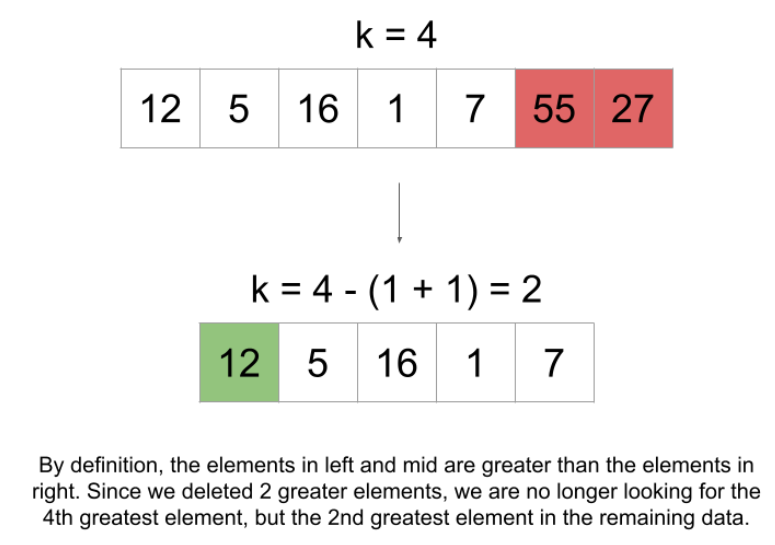 k = 4
12 5 16 1 7 55 27
k = 4 - (1 + 1) = 2
12 5 16 1 7
By definition, the elements in left and mid are greater than the elements in
right. Since we deleted 2 greater elements, we are no longer looking for the
4th greatest element, but the 2nd greatest element in the remaining data.